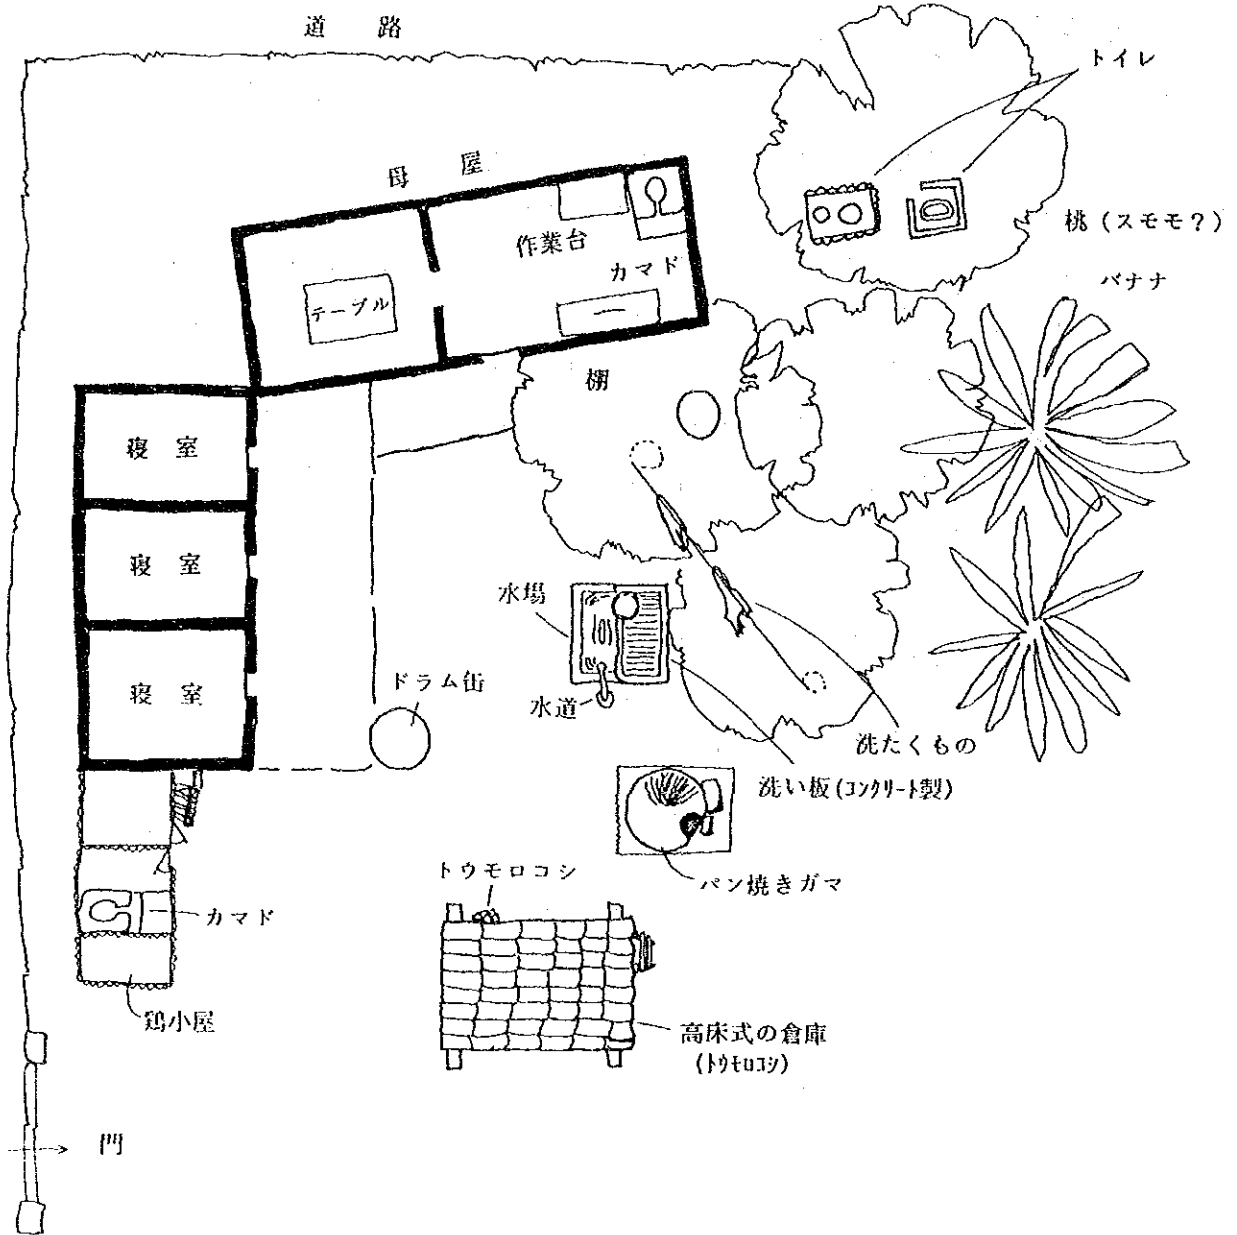 道路
トイレ
母屋
桃(スモモ?)
作業台
カマド
バナナ
テーブル
棚
寝室
寝室
水場
寝室
ドラム缶
水道
洗たくもの
洗い板(コンクリート製)
トウモロコシ
パン焼きガマ
カマド
鶏小屋
高床式の倉庫
(トウモロコシ)
門